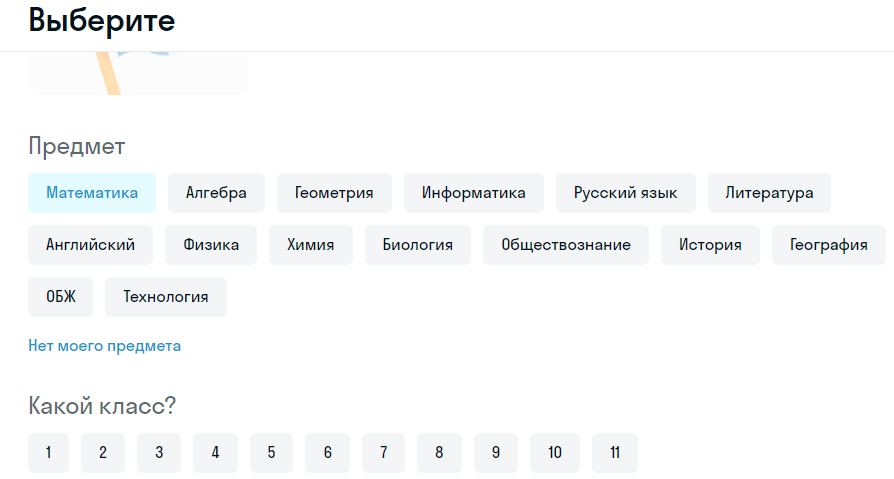 Выберите
Предмет
Математика Алгебра Геометрия Информатика Русский язык Литература
Английский Физика Химия Биология Обществознание История География
ОБЖ Технология
Нет моего предмета
Какой класс?
1 2 3 4 5 6 7 8 9 10 11